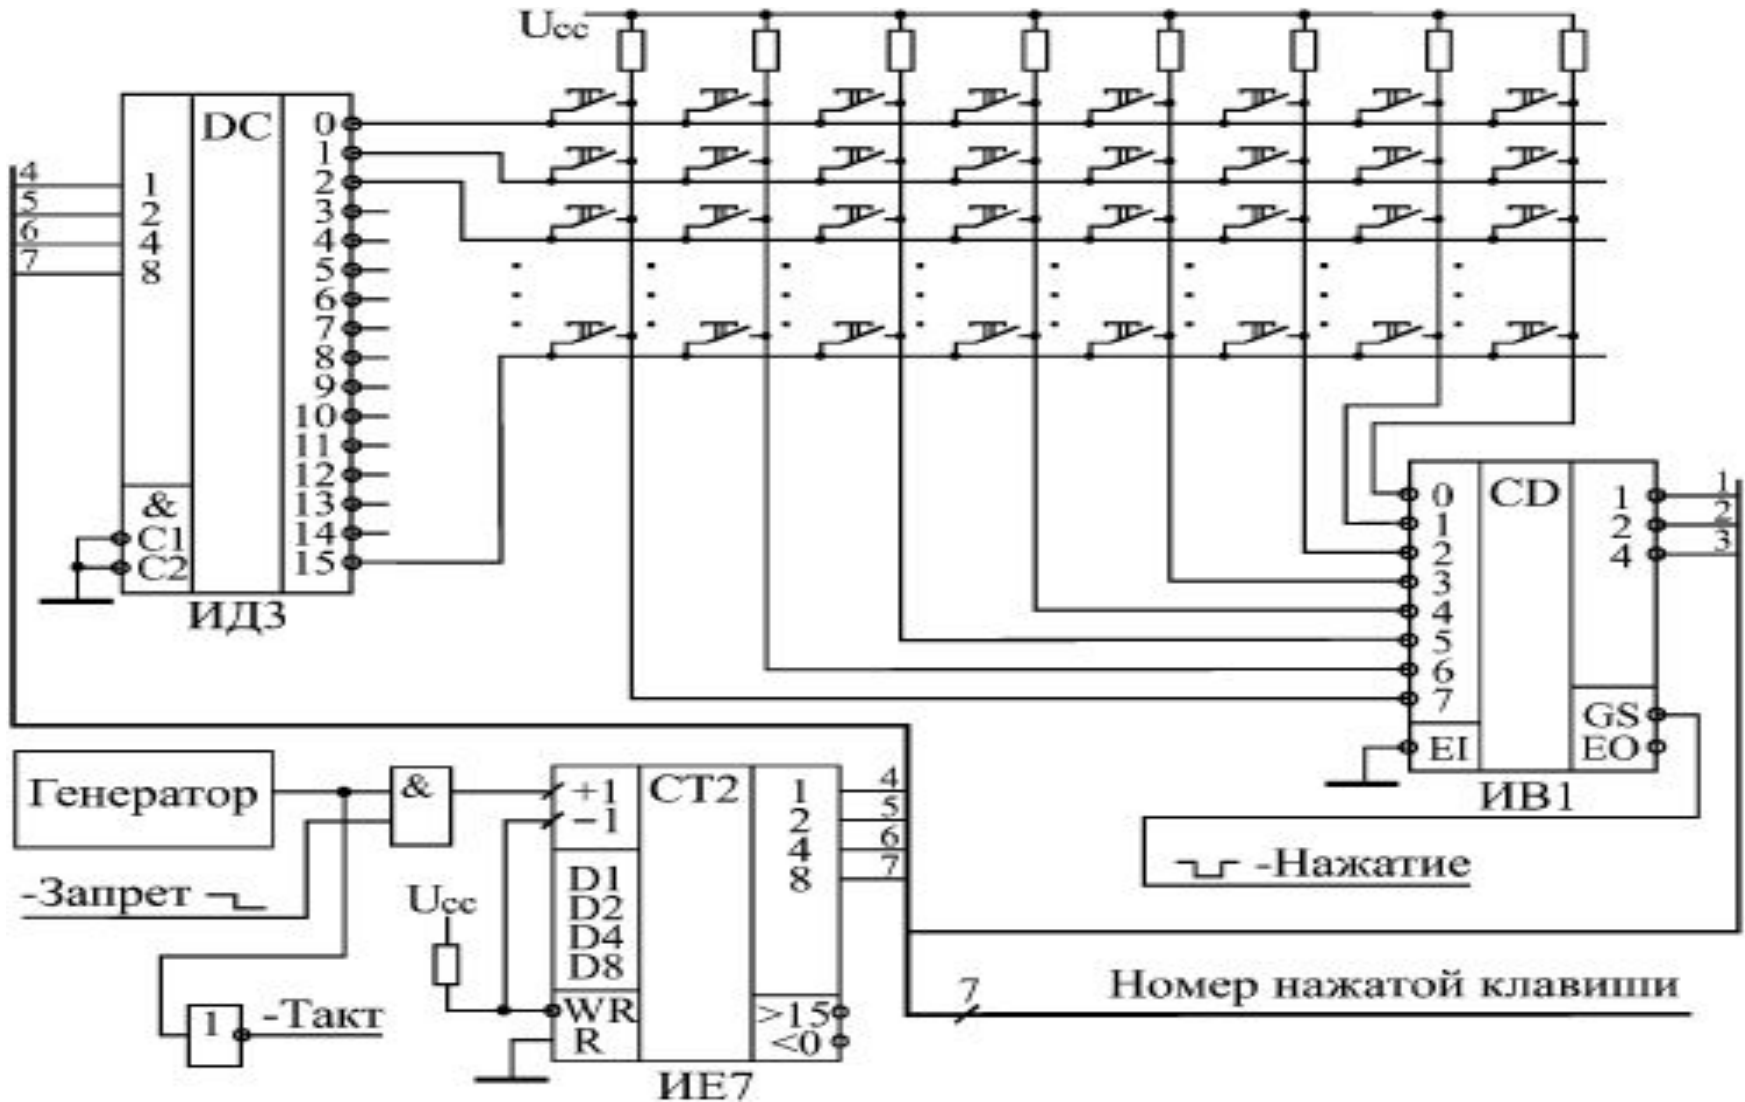 Ucc
DC
0
1
2
3
4
5
6
7
8
9
10
11
12
13
14
15
4
5
6
7
1
2
4
8
&
C1
C2
ИД3
0
1
2
3
4
5
6
7
CD
1
2
4
1
2
3
EI
GS
EO
ИВ1
Генератор
&
+1
−1
CT2
1
2
4
8
4
5
6
7
-Нажатие
-Запрет
Ucc
D1
D2
D4
D8
WR
R
>15
<0
ИЕ7
1
-Такт
7
Номер нажатой клавиши